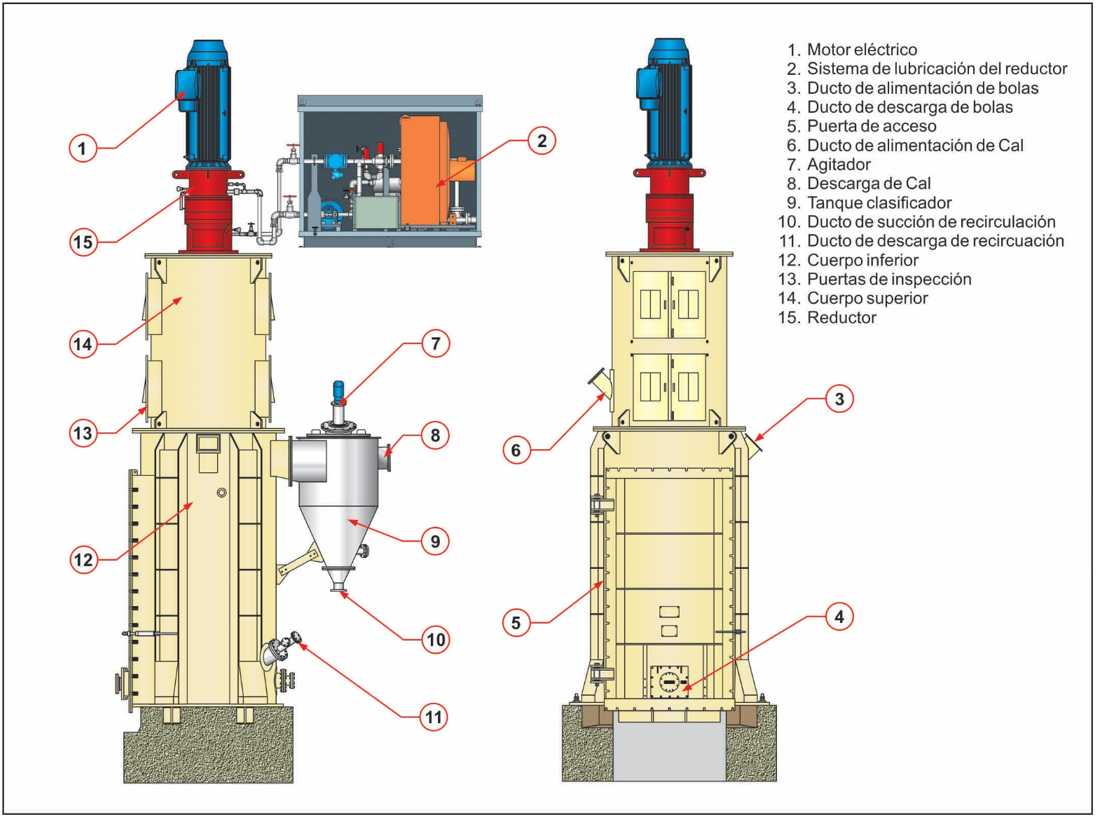 1. Motor eléctrico
2. Sistema de lubricación del reductor
3. Ducto de alimentación de bolas
4. Ducto de descarga de bolas
5. Puerta de acceso
6. Ducto de alimentación de Cal
7. Agitador
8. Descarga de Cal
9. Tanque clasificador
10. Ducto de succión de recirculación
11. Ducto de descarga de recircuación
12. Cuerpo inferior
13. Puertas de inspección
14. Cuerpo superior
15. Reductor
1
2
15
14
7
13
8
6
3
12
9
10
5
4
11